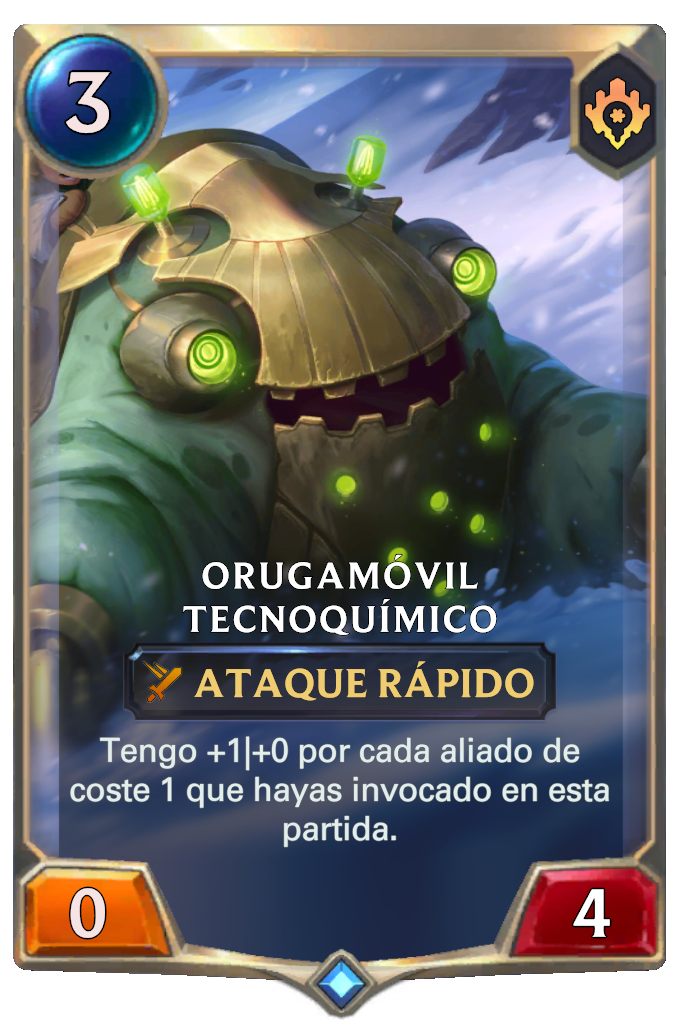 3
ORUGAMÓVIL
TECNOQUÍMICO
ATAQUE RÁPIDO
Tengo +1|+0 por cada aliado de
coste 1 que hayas invocado en esta
partida.
0
4